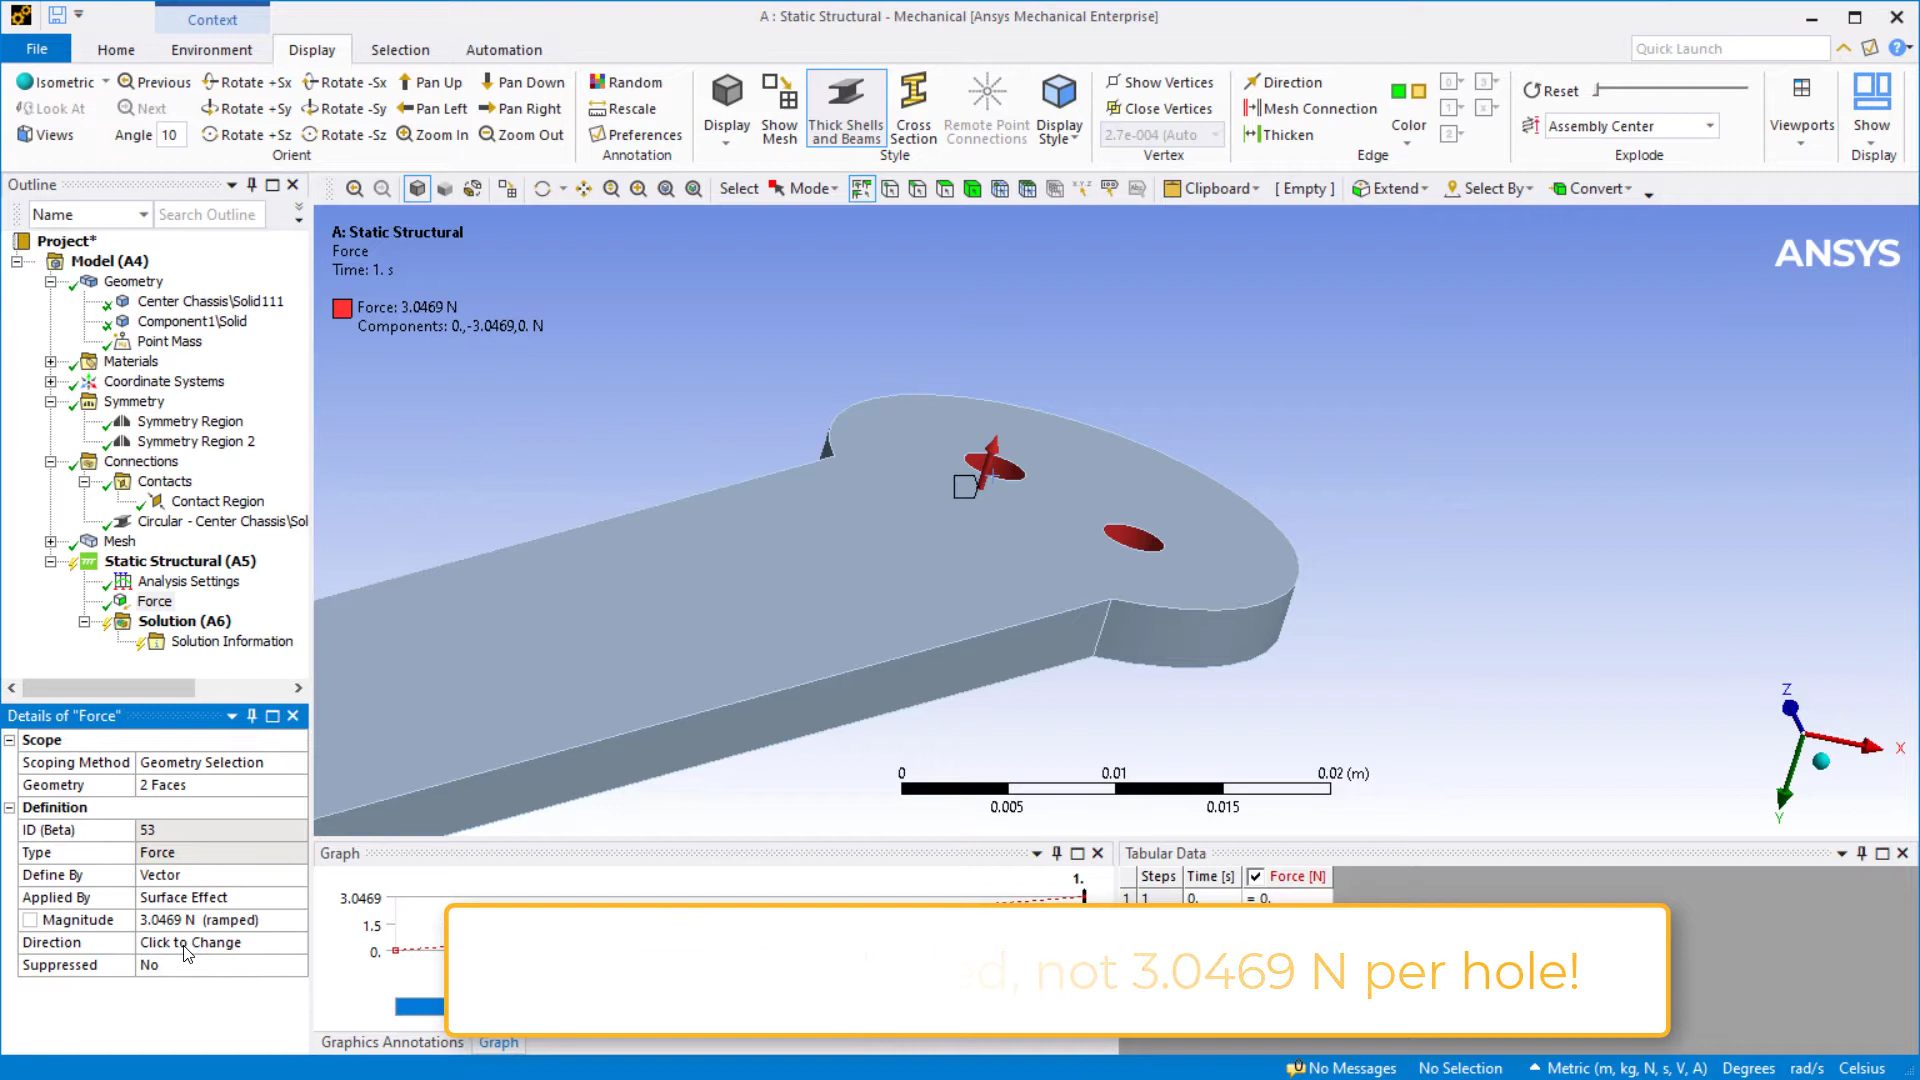 Context
A : Static Structural - Mechanical [Ansys Mechanical Enterprise]
File
Home
Environment
Display
Selection
Automation
Quick Launch
Isometric
Previous
Rotate +Sx
Rotate -Sx
Pan Up
Pan Down
Random
Look At
Next
Rotate +Sy
Rotate -Sy
Pan Left
Pan Right
Rescale
Views
Angle 10
Rotate +Sz
Rotate -Sz
Zoom In
Zoom Out
Preferences
Orient
Annotation
Display
Show Mesh
Thick Shells and Beams
Cross Section
Remote Point Connections
Display Style
Style
Show Vertices
Close Vertices
2.7e-004 (Auto
Vertex
Direction
Mesh Connection
Thicken
Color
Edge
Reset
Assembly Center
Explode
Viewports
Show
Display
Outline
Select
Mode
Clipboard
[ Empty ]
Extend
Select By
Convert
Name
Search Outline
Project*
Model (A4)
Geometry
Center Chassis\Solid111
Component1\Solid
Point Mass
Materials
Coordinate Systems
Symmetry
Symmetry Region
Symmetry Region 2
Connections
Contacts
Contact Region
Circular - Center Chassis\Sol
Mesh
Static Structural (A5)
Analysis Settings
Force
Solution (A6)
Solution Information
A: Static Structural
Force
Time: 1. s
Force: 3.0469 N
Components: 0.,-3.0469,0. N
ANSYS
Z
X
Y
0
0.01
0.02 (m)
0.005
0.015
Details of "Force"
Scope
Scoping Method Geometry Selection
Geometry 2 Faces
Definition
ID (Beta) 53
Type Force
Define By Vector
Applied By Surface Effect
Magnitude 3.0469 N (ramped)
Direction Click to Change
Suppressed No
Graph
1.
3.0469
1.5
0.
Tabular Data
Steps Time [s] Force [N]
1 1 0. = 0.
d, not 3.0469 N per hole!
Graphics Annotations
Graph
No Messages
No Selection
Metric (m, kg, N, s, V, A)
Degrees
rad/s
Celsius